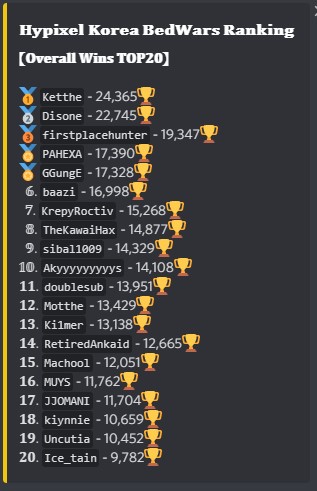 Hypixel Korea BedWars Ranking
【Overall Wins TOP20】
🥇 Ketthe - 24,365🏆
🥈 Disone - 22,745🏆
🥉 firstplacehunter - 19,347🏆
🏅 PAHEXA - 17,390🏆
🏅 GGungE - 17,328🏆
6. baazi - 16,998🏆
7. KrepyRoctiv - 15,268🏆
8. TheKawaiHax - 14,877🏆
9. sibal1009 - 14,329🏆
10. Akyyyyyyyyys - 14,108🏆
11. doublesub - 13,951🏆
12. Motthe - 13,429🏆
13. Ki1mer - 13,138🏆
14. RetiredAnkaid - 12,665🏆
15. Machool - 12,051🏆
16. MUYS - 11,762🏆
17. JJOMANI - 11,704🏆
18. kiynnie - 10,659🏆
19. Uncutia - 10,452🏆
20. Ice_tain - 9,782🏆